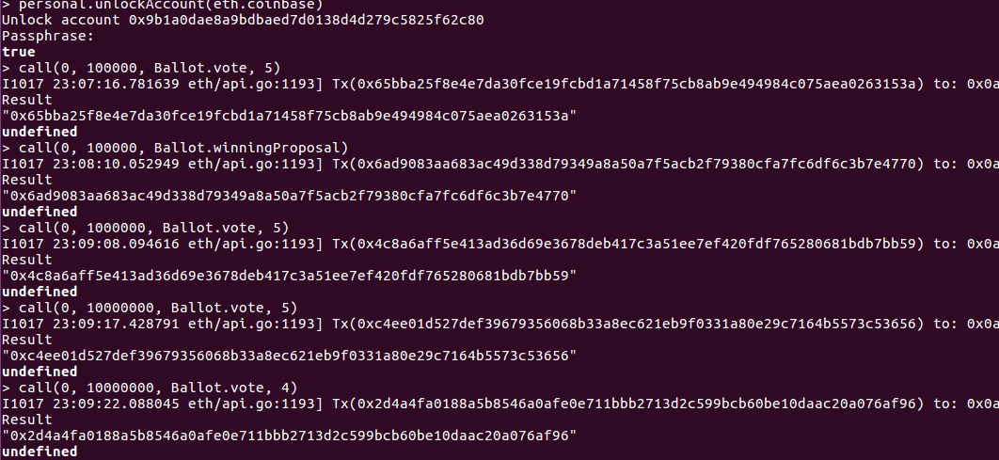 > personal.unlockAccount(eth.coinbase)
Unlock account 0x9b1a0dae8a9bdbaed7d0138d4d279c5825f62c80
Passphrase:
true
> call(0, 100000, Ballot.vote, 5)
I1017 23:07:16.781639 eth/api.go:1193] Tx(0x65bba25f8e4e7da30fce19fcbd1a71458f75cb8ab9e494984c075aea0263153a) to: 0x0a
Result
"0x65bba25f8e4e7da30fce19fcbd1a71458f75cb8ab9e494984c075aea0263153a"
undefined
> call(0, 100000, Ballot.winningProposal)
I1017 23:08:10.052949 eth/api.go:1193] Tx(0x6ad9083aa683ac49d338d79349a8a50a7f5acb2f79380cfa7fc6df6c3b7e4770) to: 0x0a
Result
"0x6ad9083aa683ac49d338d79349a8a50a7f5acb2f79380cfa7fc6df6c3b7e4770"
undefined
> call(0, 1000000, Ballot.vote, 5)
I1017 23:09:08.094616 eth/api.go:1193] Tx(0x4c8a6aff5e413ad36d69e3678deb417c3a51ee7ef420fdf765280681bdb7bb59) to: 0x0a
Result
"0x4c8a6aff5e413ad36d69e3678deb417c3a51ee7ef420fdf765280681bdb7bb59"
undefined
> call(0, 10000000, Ballot.vote, 5)
I1017 23:09:17.428791 eth/api.go:1193] Tx(0xc4ee01d527def39679356068b33a8ec621eb9f0331a80e29c7164b5573c53656) to: 0x0a
Result
"0xc4ee01d527def39679356068b33a8ec621eb9f0331a80e29c7164b5573c53656"
undefined
> call(0, 10000000, Ballot.vote, 4)
I1017 23:09:22.088045 eth/api.go:1193] Tx(0x2d4a4fa0188a5b8546a0afe0e711bbb2713d2c599bcb60be10daac20a076af96) to: 0x0a
Result
"0x2d4a4fa0188a5b8546a0afe0e711bbb2713d2c599bcb60be10daac20a076af96"
undefined